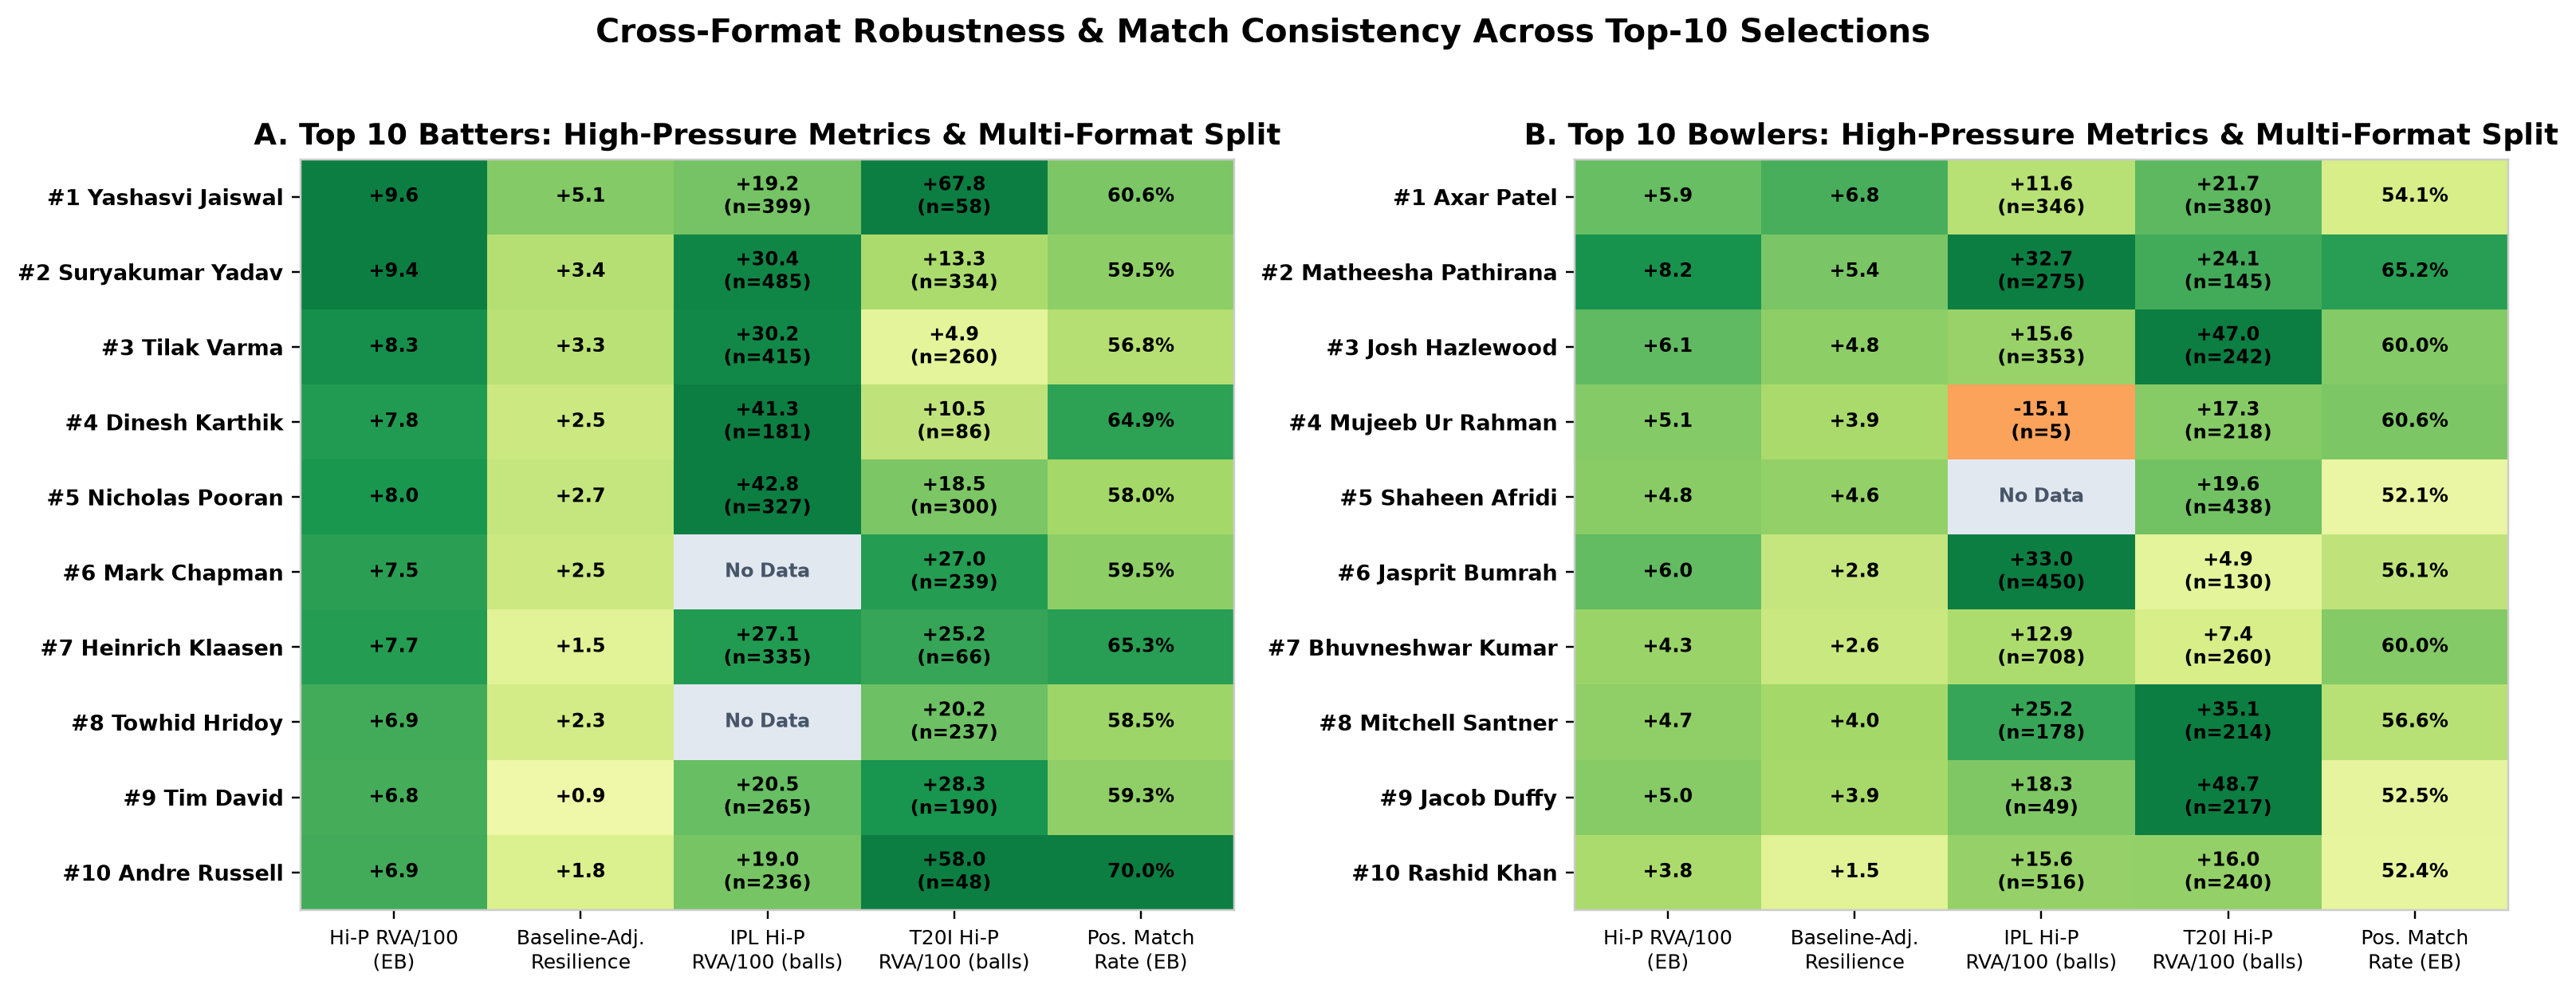 Cross-Format Robustness & Match Consistency Across Top-10 Selections
A. Top 10 Batters: High-Pressure Metrics & Multi-Format Split
#1 Yashasvi Jaiswal +9.6 +5.1 +19.2 (n=399) +67.8 (n=58) 60.6%
#2 Suryakumar Yadav +9.4 +3.4 +30.4 (n=485) +13.3 (n=334) 59.5%
#3 Tilak Varma +8.3 +3.3 +30.2 (n=415) +4.9 (n=260) 56.8%
#4 Dinesh Karthik +7.8 +2.5 +41.3 (n=181) +10.5 (n=86) 64.9%
#5 Nicholas Pooran +8.0 +2.7 +42.8 (n=327) +18.5 (n=300) 58.0%
#6 Mark Chapman +7.5 +2.5 No Data +27.0 (n=239) 59.5%
#7 Heinrich Klaasen +7.7 +1.5 +27.1 (n=335) +25.2 (n=66) 65.3%
#8 Towhid Hridoy +6.9 +2.3 No Data +20.2 (n=237) 58.5%
#9 Tim David +6.8 +0.9 +20.5 (n=265) +28.3 (n=190) 59.3%
#10 Andre Russell +6.9 +1.8 +19.0 (n=236) +58.0 (n=48) 70.0%
Hi-P RVA/100 (EB) Baseline-Adj. Resilience IPL Hi-P RVA/100 (balls) T20I Hi-P RVA/100 (balls) Pos. Match Rate (EB)
B. Top 10 Bowlers: High-Pressure Metrics & Multi-Format Split
#1 Axar Patel +5.9 +6.8 +11.6 (n=346) +21.7 (n=380) 54.1%
#2 Matheesha Pathirana +8.2 +5.4 +32.7 (n=275) +24.1 (n=145) 65.2%
#3 Josh Hazlewood +6.1 +4.8 +15.6 (n=353) +47.0 (n=242) 60.0%
#4 Mujeeb Ur Rahman +5.1 +3.9 -15.1 (n=5) +17.3 (n=218) 60.6%
#5 Shaheen Afridi +4.8 +4.6 No Data +19.6 (n=438) 52.1%
#6 Jasprit Bumrah +6.0 +2.8 +33.0 (n=450) +4.9 (n=130) 56.1%
#7 Bhuvneshwar Kumar +4.3 +2.6 +12.9 (n=708) +7.4 (n=260) 60.0%
#8 Mitchell Santner +4.7 +4.0 +25.2 (n=178) +35.1 (n=214) 56.6%
#9 Jacob Duffy +5.0 +3.9 +18.3 (n=49) +48.7 (n=217) 52.5%
#10 Rashid Khan +3.8 +1.5 +15.6 (n=516) +16.0 (n=240) 52.4%
Hi-P RVA/100 (EB) Baseline-Adj. Resilience IPL Hi-P RVA/100 (balls) T20I Hi-P RVA/100 (balls) Pos. Match Rate (EB)